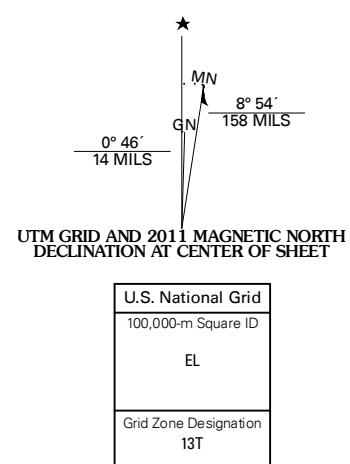 ★
MN
8° 54´
158 MILS
GN
0° 46´
14 MILS
UTM GRID AND 2011 MAGNETIC NORTH
DECLINATION AT CENTER OF SHEET
U.S. National Grid
100,000-m Square ID
EL
Grid Zone Designation
13T